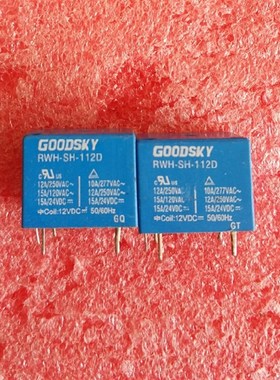 GOODSKY
RWH-SH-112D
c us
12A/250VAC~ 10A/277VAC~
15A/120VAC~ 12A/250VAC~
15A/24VDC⎓ 15A/24VDC⎓
Coil:12VDC⎓ 50/60Hz
GQ
GOODSKY
RWH-SH-112D
c us
12A/250VAC~ 10A/277VAC~
15A/120VAC 12A/250VAC~
15A/24VDC⎓ 15A/24VDC⎓
Coil:12VDC⎓ 50/60Hz
GT